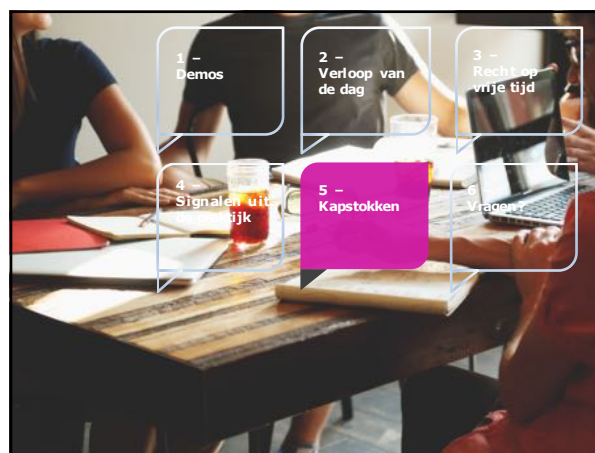 1 –
Demos
2 –
Verloop van
de dag
3 –
Recht op
vrije tijd
4 –
Signalen uit
de praktijk
5 –
Kapstokken
6 –
Vragen?